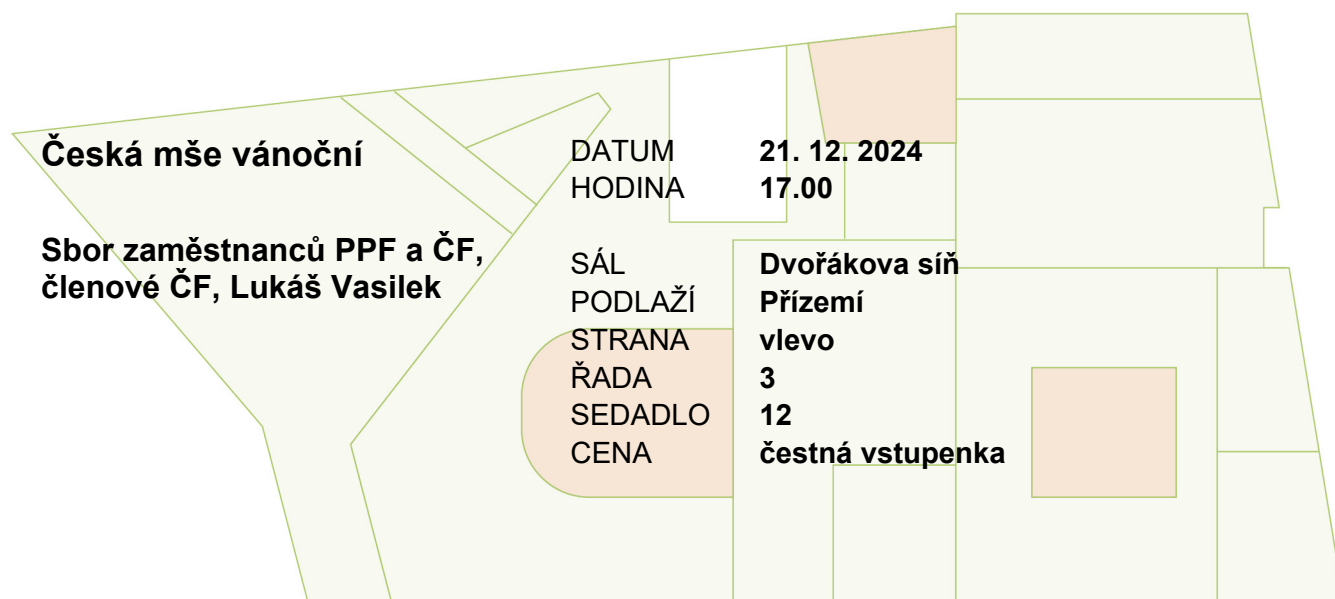 Česká mše vánoční
Sbor zaměstnanců PPF a ČF,
členové ČF, Lukáš Vasilek
DATUM 21. 12. 2024
HODINA 17.00
SÁL Dvořákova síň
PODLAŽÍ Přízemí
STRANA vlevo
ŘADA 3
SEDADLO 12
CENA čestná vstupenka